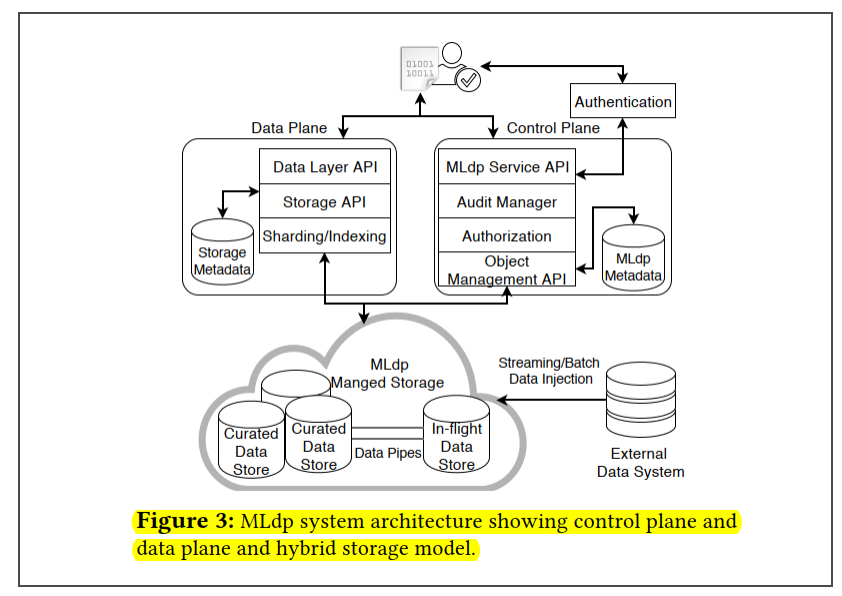 01001
10011
Authentication
Data Plane
Control Plane
Data Layer API
Storage API
Sharding/Indexing
Storage
Metadata
MLdp Service API
Audit Manager
Authorization
Object
Management API
MLdp
Metadata
MLdp
Manged Storage
Streaming/Batch
Data Injection
Curated
Data
Store
Curated
Data
Store
Data Pipes
In-flight
Data
Store
External
Data System
Figure 3: MLdp system architecture showing control plane and
data plane and hybrid storage model.